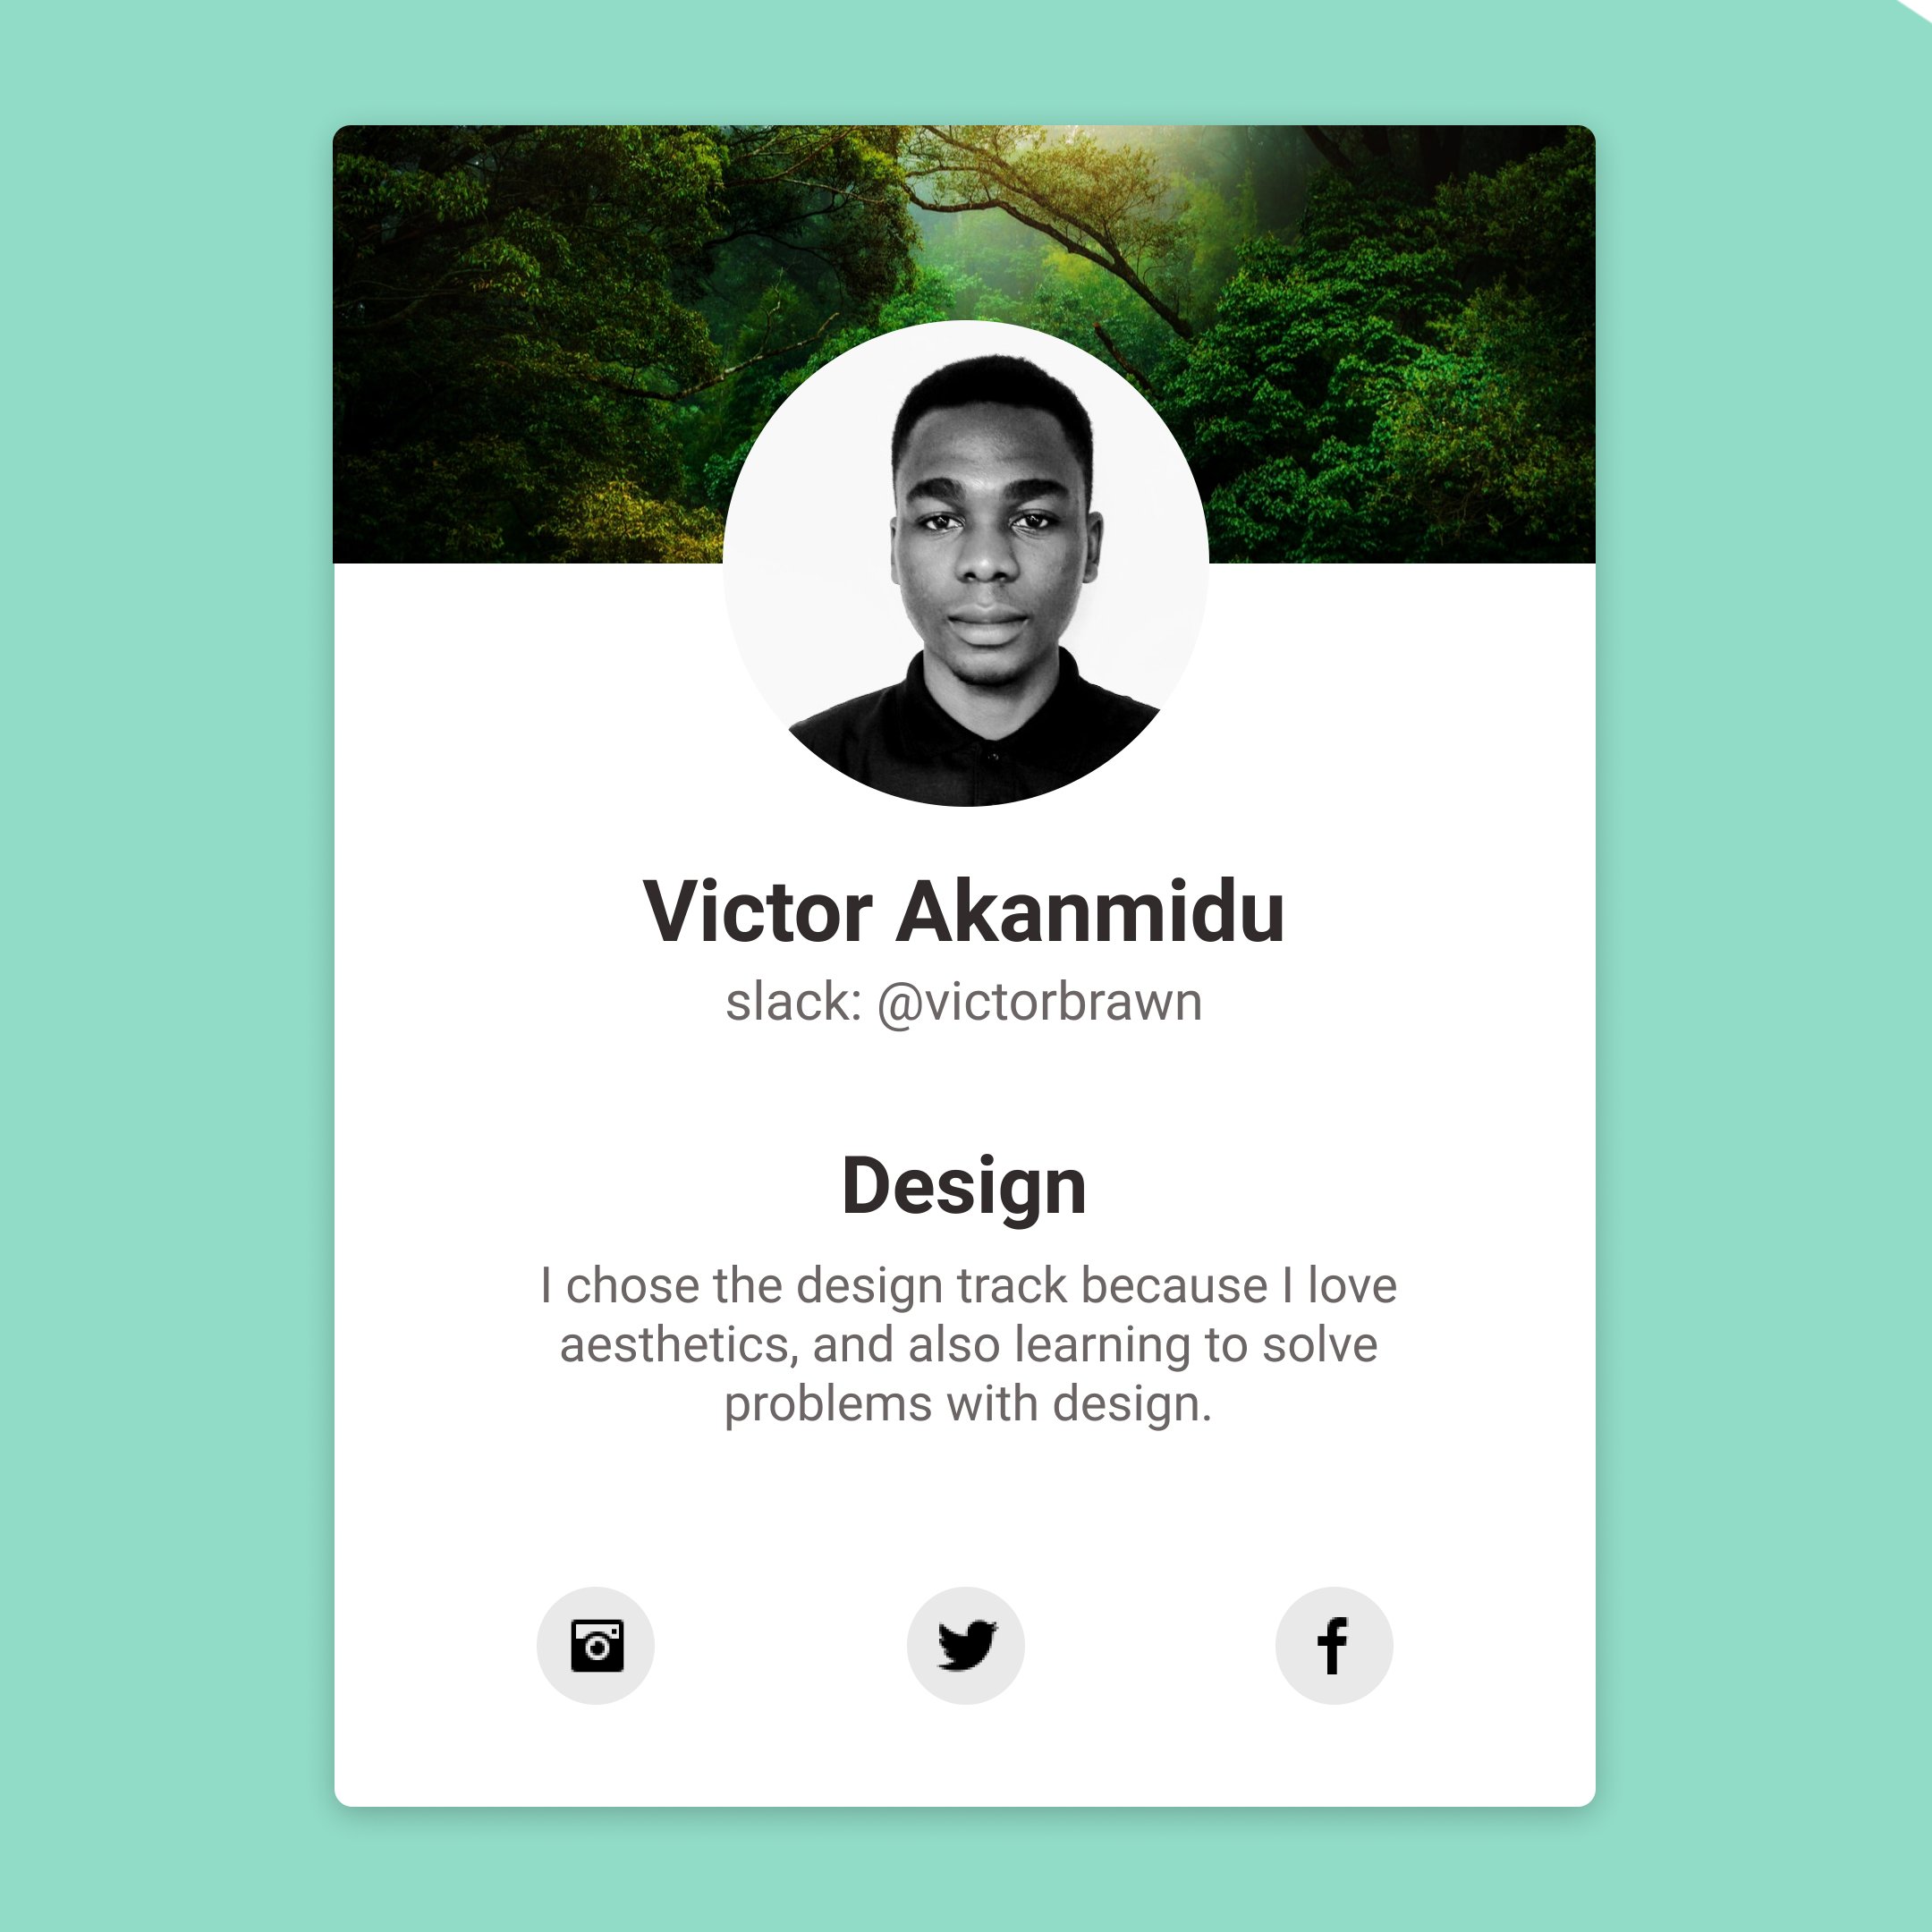 Victor Akanmidu
slack: @victorbrawn
Design
I chose the design track because I love
aesthetics, and also learning to solve
problems with design.